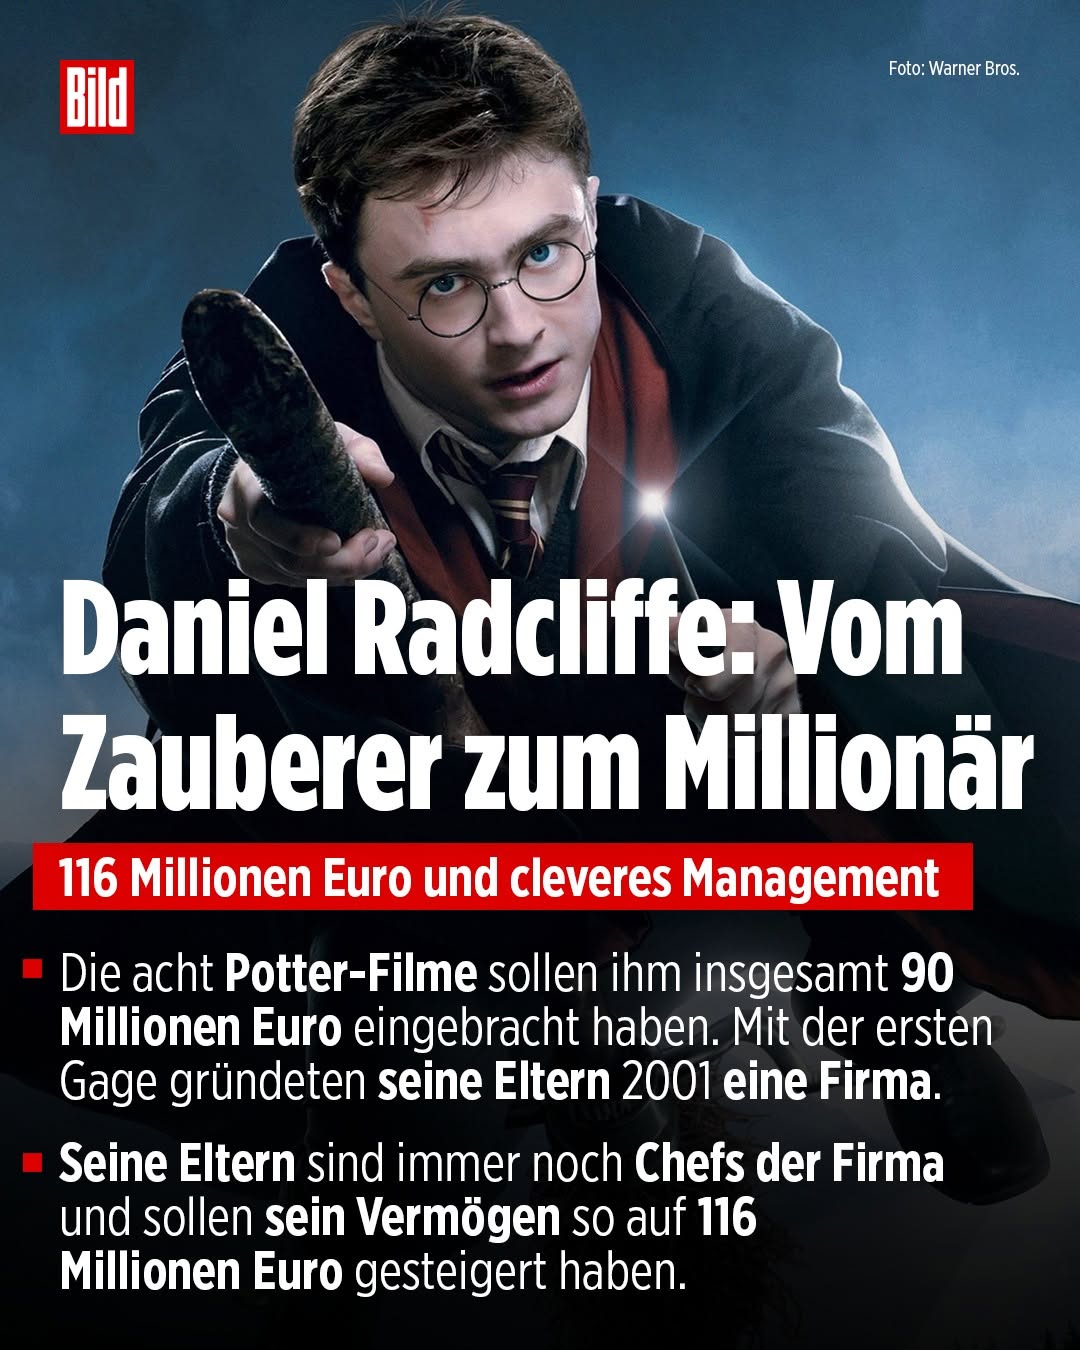 Bild
Foto: Warner Bros.
Daniel Radcliffe: Vom
Zauberer zum Millionär
116 Millionen Euro und cleveres Management
Die acht Potter-Filme sollen ihm insgesamt 90
Millionen Euro eingebracht haben. Mit der ersten
Gage gründeten seine Eltern 2001 eine Firma.
Seine Eltern sind immer noch Chefs der Firma
und sollen sein Vermögen so auf 116
Millionen Euro gesteigert haben.